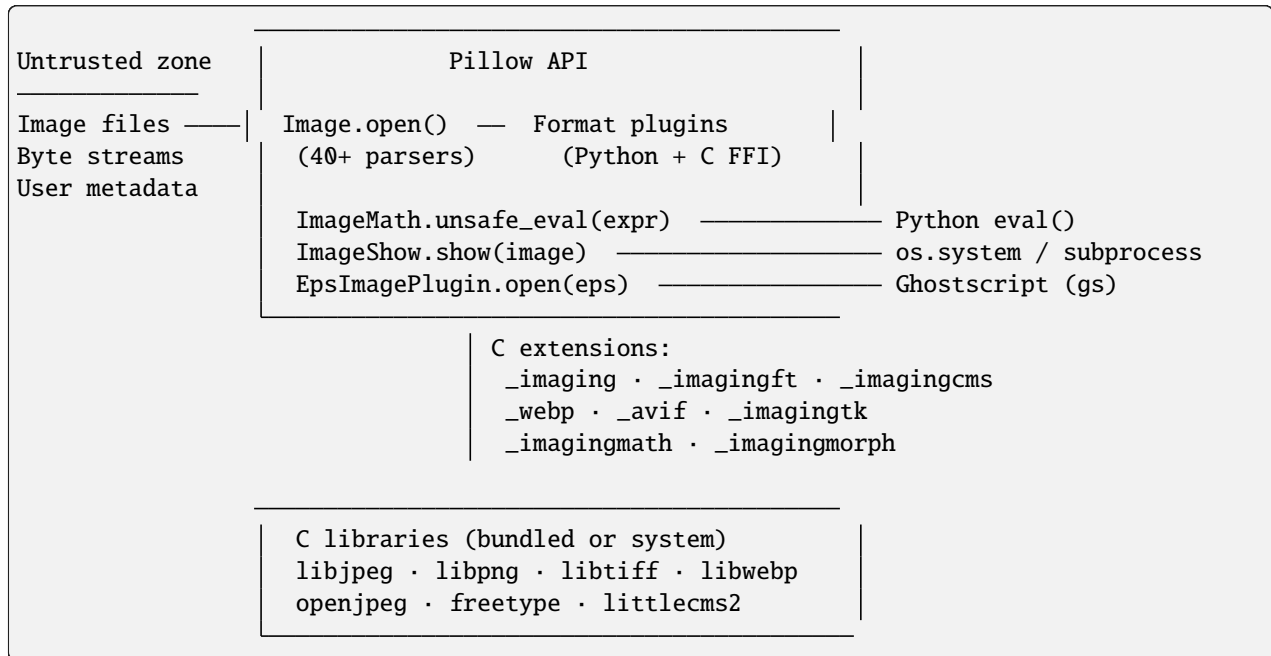 Untrusted zone Pillow API
Image files Image.open() — Format plugins
Byte streams (40+ parsers) (Python + C FFI)
User metadata
ImageMath.unsafe_eval(expr) ————————————— Python eval()
ImageShow.show(image) ——————————————————— os.system / subprocess
EpsImagePlugin.open(eps) ———————————————— Ghostscript (gs)
C extensions:
_imaging · _imagingft · _imagingcms
_webp · _avif · _imagingtk
_imagingmath · _imagingmorph
C libraries (bundled or system)
libjpeg · libpng · libtiff · libwebp
openjpeg · freetype · littlecms2